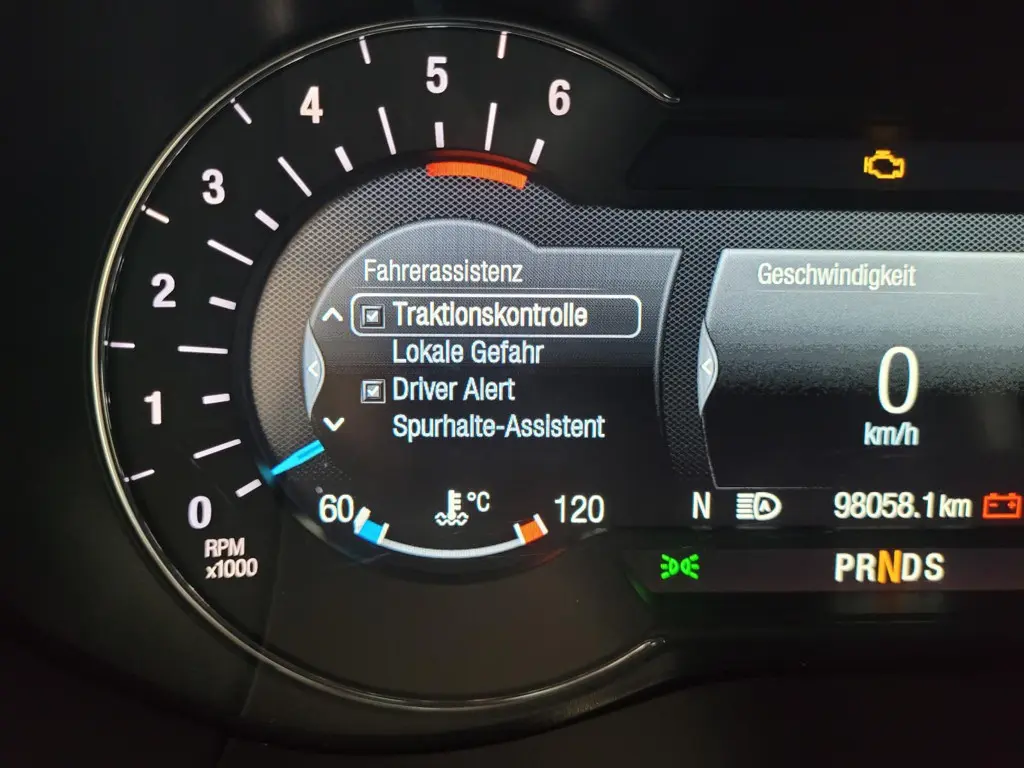 6
5
4
3
2
1
0
RPM
x1000
Fahrerassistenz
Traktionskontrolle
Lokale Gefahr
Driver Alert
Spurhalte-Assistent
60 °C 120
Geschwindigkeit
0
km/h
N A 98058.1 km
PRNDS